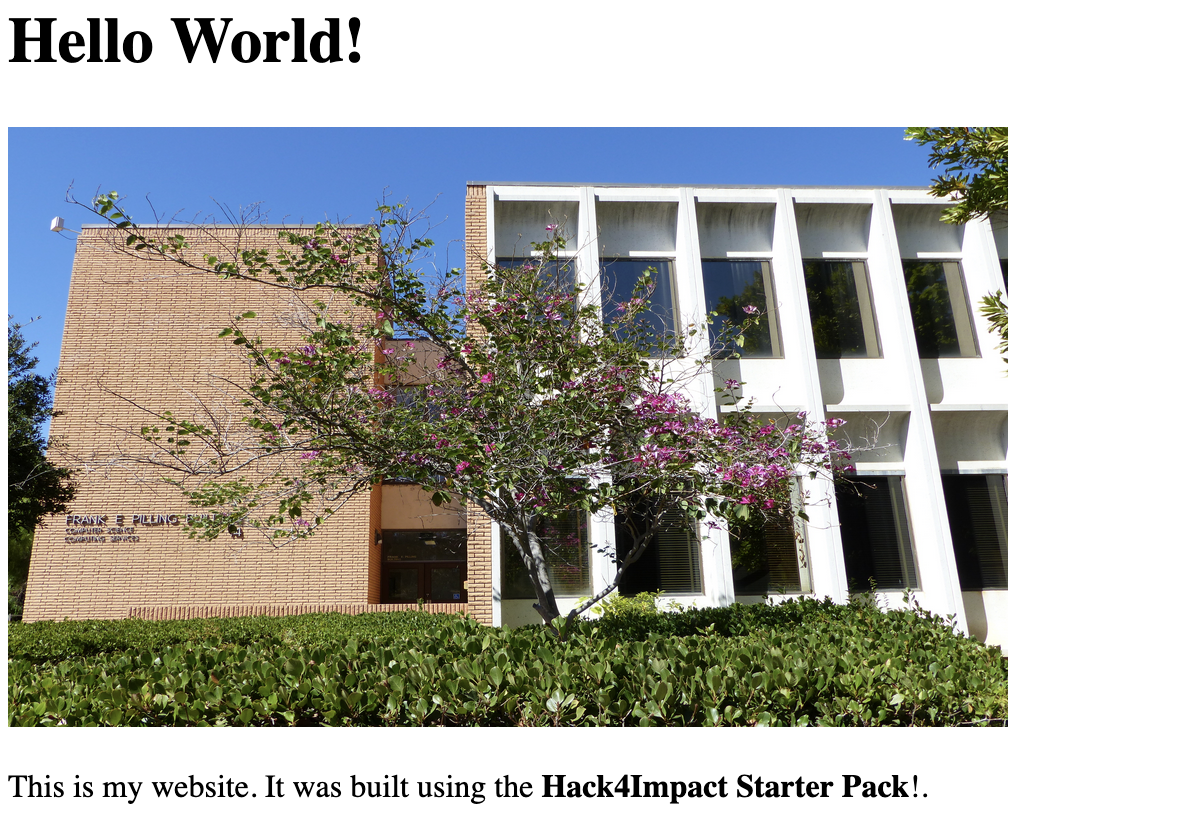 Hello World!
FRANK E PILLING
COMPUTER SCIENCE
COMPUTING SERVICES
This is my website. It was built using the Hack4Impact Starter Pack!.